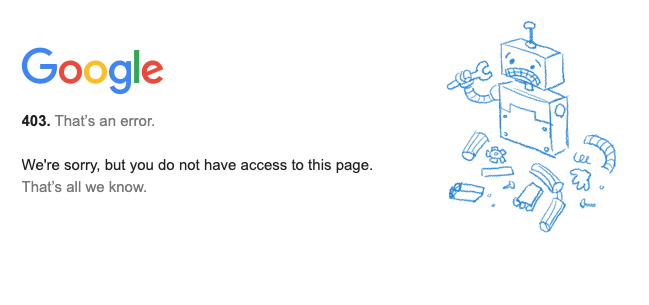 Google
403. That's an error.
We're sorry, but you do not have access to this page.
That's all we know.